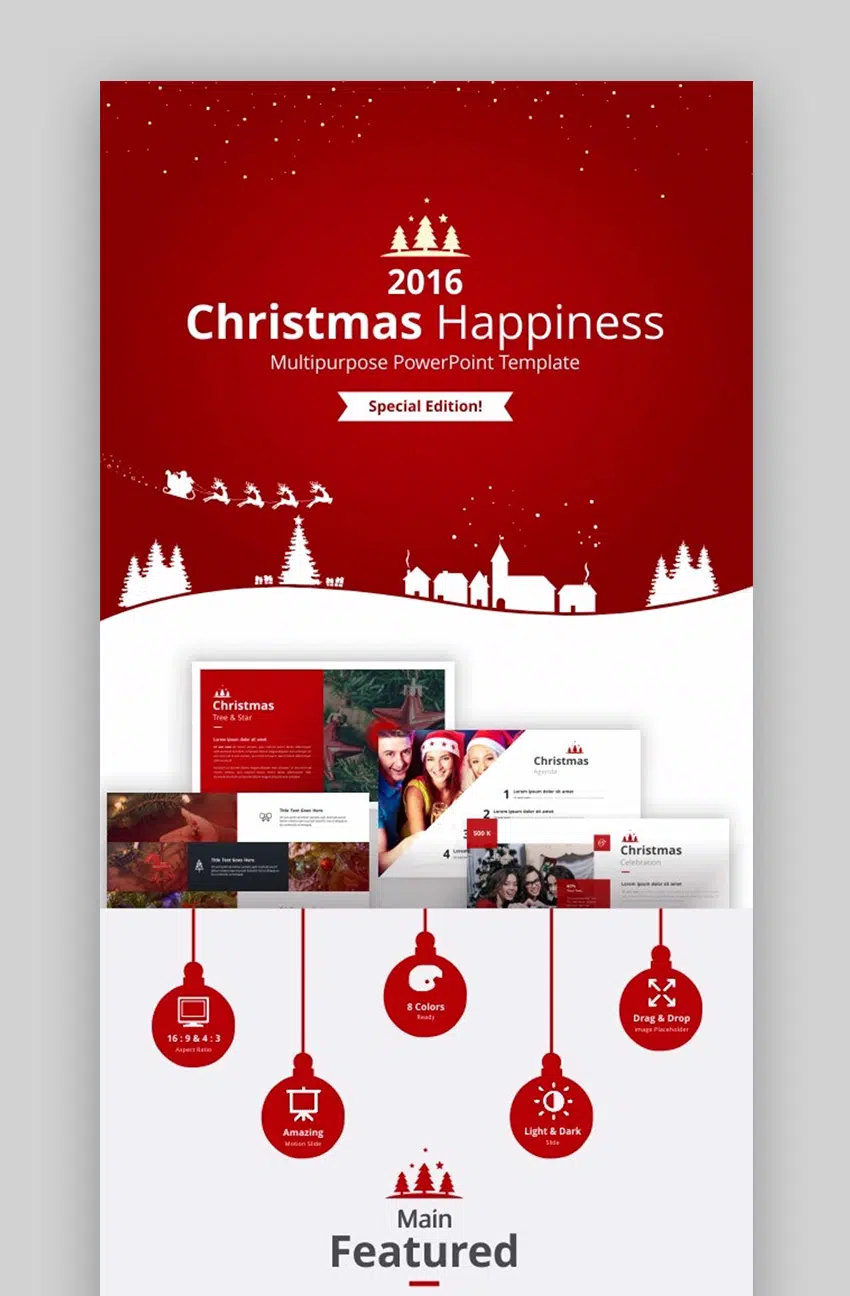 2016
Christmas Happiness
Multipurpose PowerPoint Template
Special Edition!
Christmas
Tree & Star
Lorem ipsum dolor sit amet
Christmas
Agenda
1 Lorem ipsum dolor sit amet
2 Lorem ipsum dolor sit amet
3
4 Lorem
Title Text Goes Here
Title Text Goes Here
500 K
Christmas
Celebration
Lorem ipsum dolor sit amet
8 Colors
Ready
Drag & Drop
Image Placeholder
16 : 9 & 4 : 3
Aspect Ratio
Amazing
Motion Slide
Light & Dark
Slide
Main
Featured